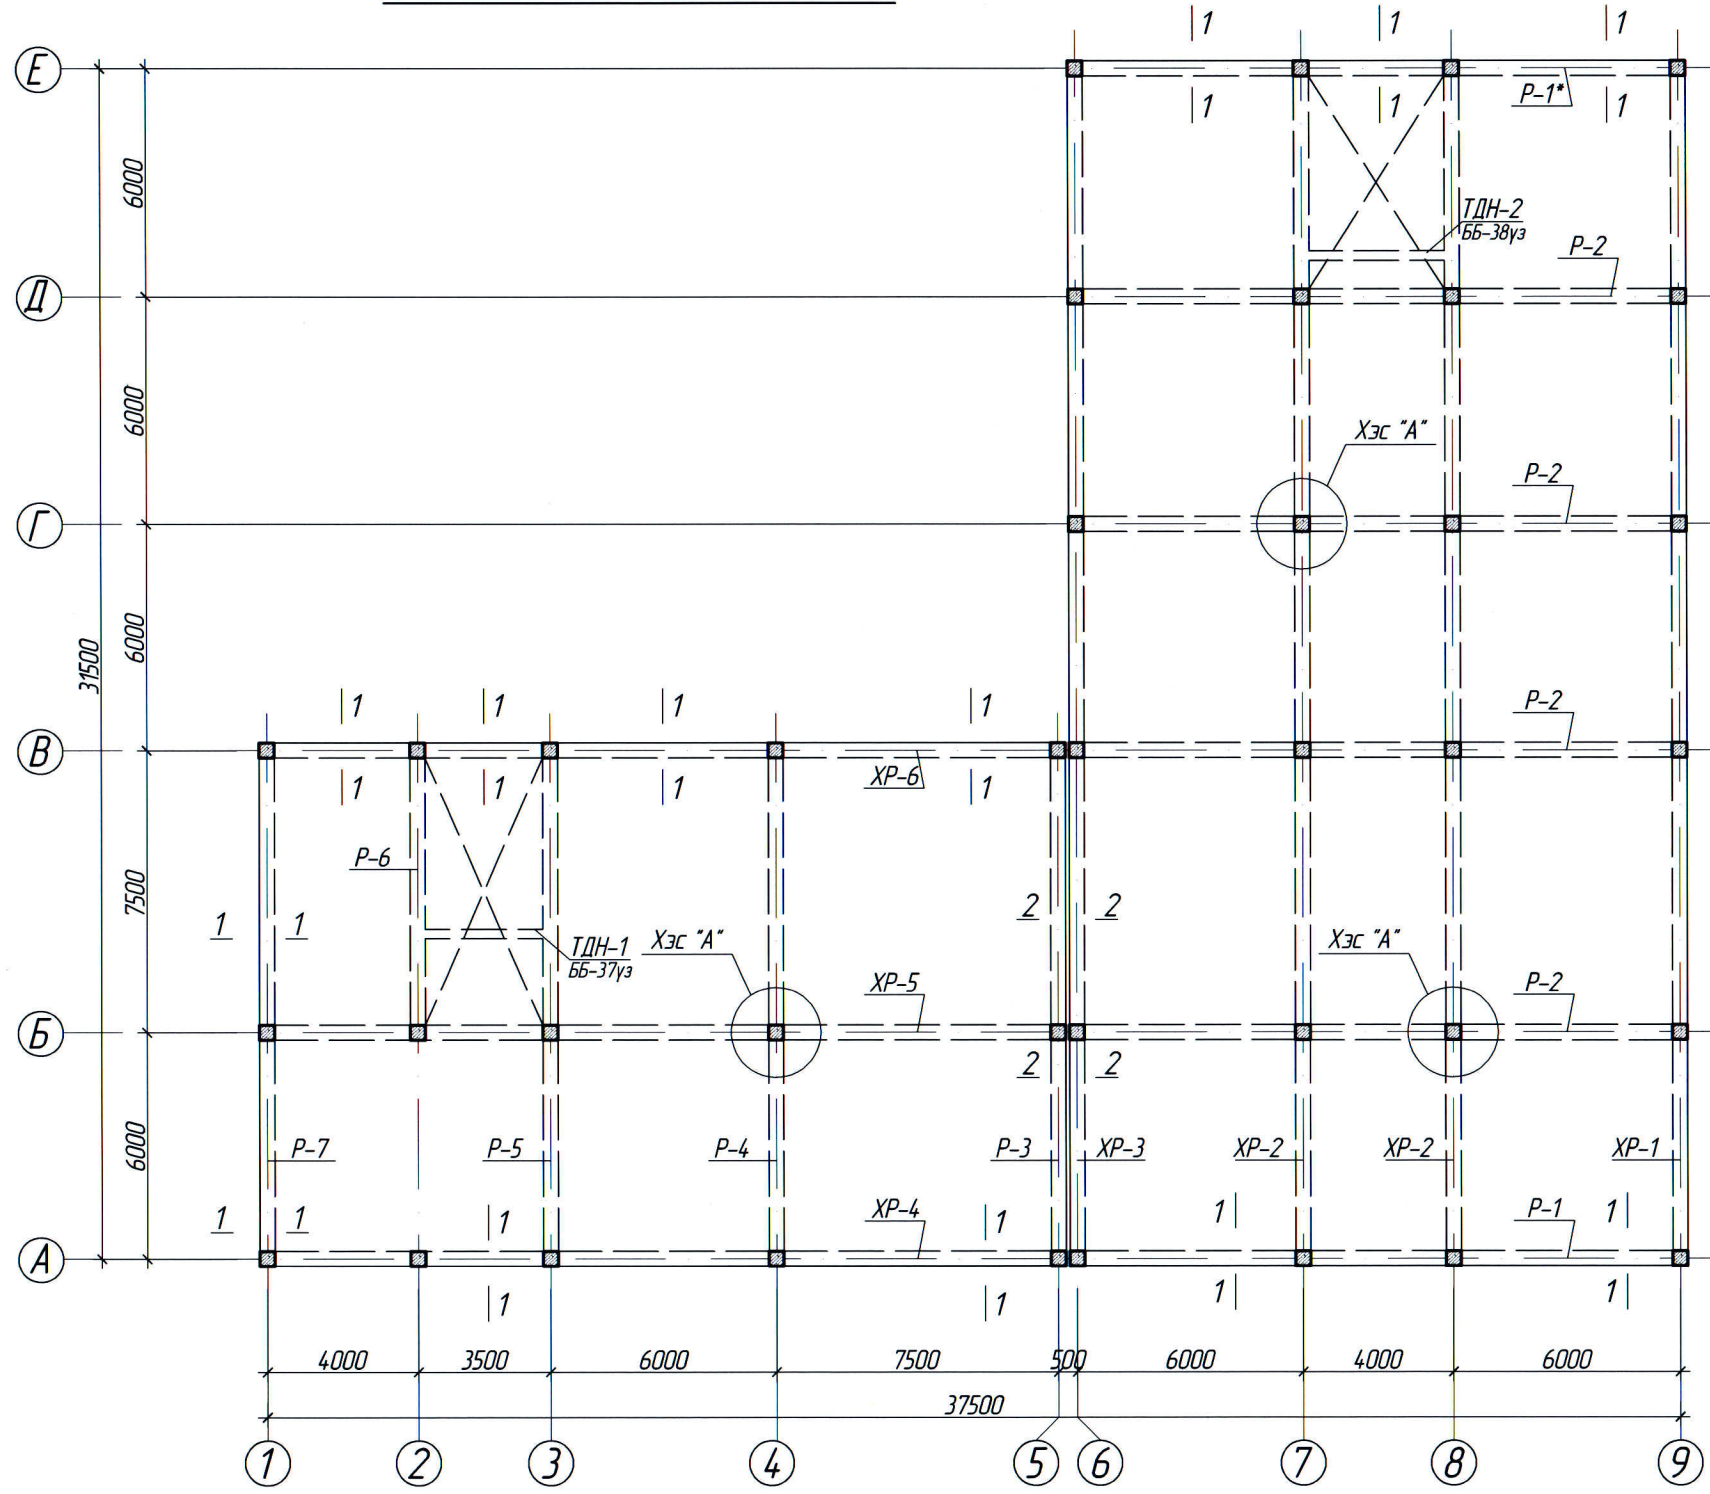 1 1 1
Е
Р-1*
1 1 1
6000
ТДН-2
ББ-38уз
Р-2
Д
6000
Хэс "А"
Р-2
Г
6000
31500
1 1 1 1
Р-2
В
ХР-6
1 1 1 1
Р-6
7500
2 2
1 1
ТДН-1
ББ-37уз
Хэс "А"
Хэс "А"
ХР-5
Р-2
Б
2 2
6000
Р-7
Р-5
Р-4
Р-3
ХР-3
ХР-2
ХР-2
ХР-1
1 1
1
ХР-4
1
1
Р-1
1
А
1 1 1 1
4000 3500 6000 7500 500 6000 4000 6000
37500
1 2 3 4 5 6 7 8 9